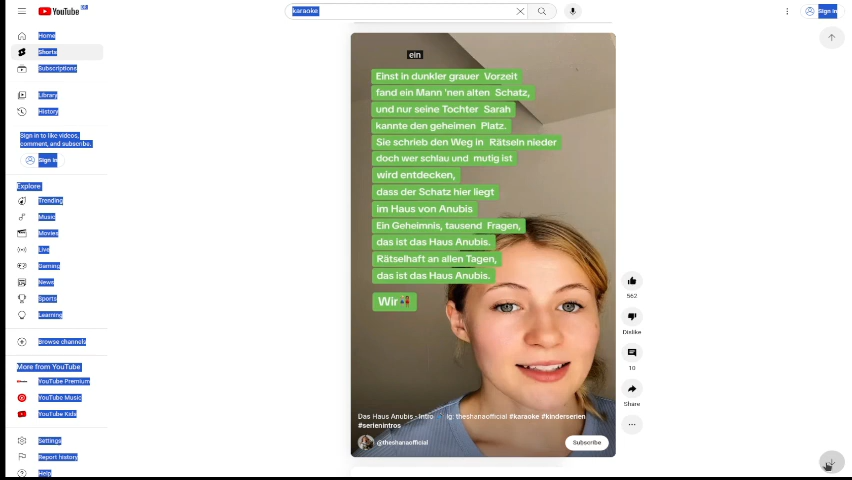 YouTube
karaoke
Sign in
Home
Shorts
Subscriptions
Library
History
Sign in to like videos,
comment, and subscribe.
Sign in
Explore
Trending
Music
Movies
Live
Gaming
News
Sports
Learning
Browse channels
More from YouTube
YouTube Premium
YouTube Music
YouTube Kids
Settings
Report history
Help
ein
Einst in dunkler grauer Vorzeit
fand ein Mann 'nen alten Schatz,
und nur seine Tochter Sarah
kannte den geheimen Platz.
Sie schrieb den Weg in Rätseln nieder
doch wer schlau und mutig ist
wird entdecken,
dass der Schatz hier liegt
im Haus von Anubis
Ein Geheimnis, tausend Fragen,
das ist das Haus Anubis.
Rätselhaft an allen Tagen,
das ist das Haus Anubis.
Wir
Das Haus Anubis - Intro ig: theshanaofficial #karaoke #kinderserien
#serienintros
@theshanaofficial
Subscribe
562
Dislike
10
Share